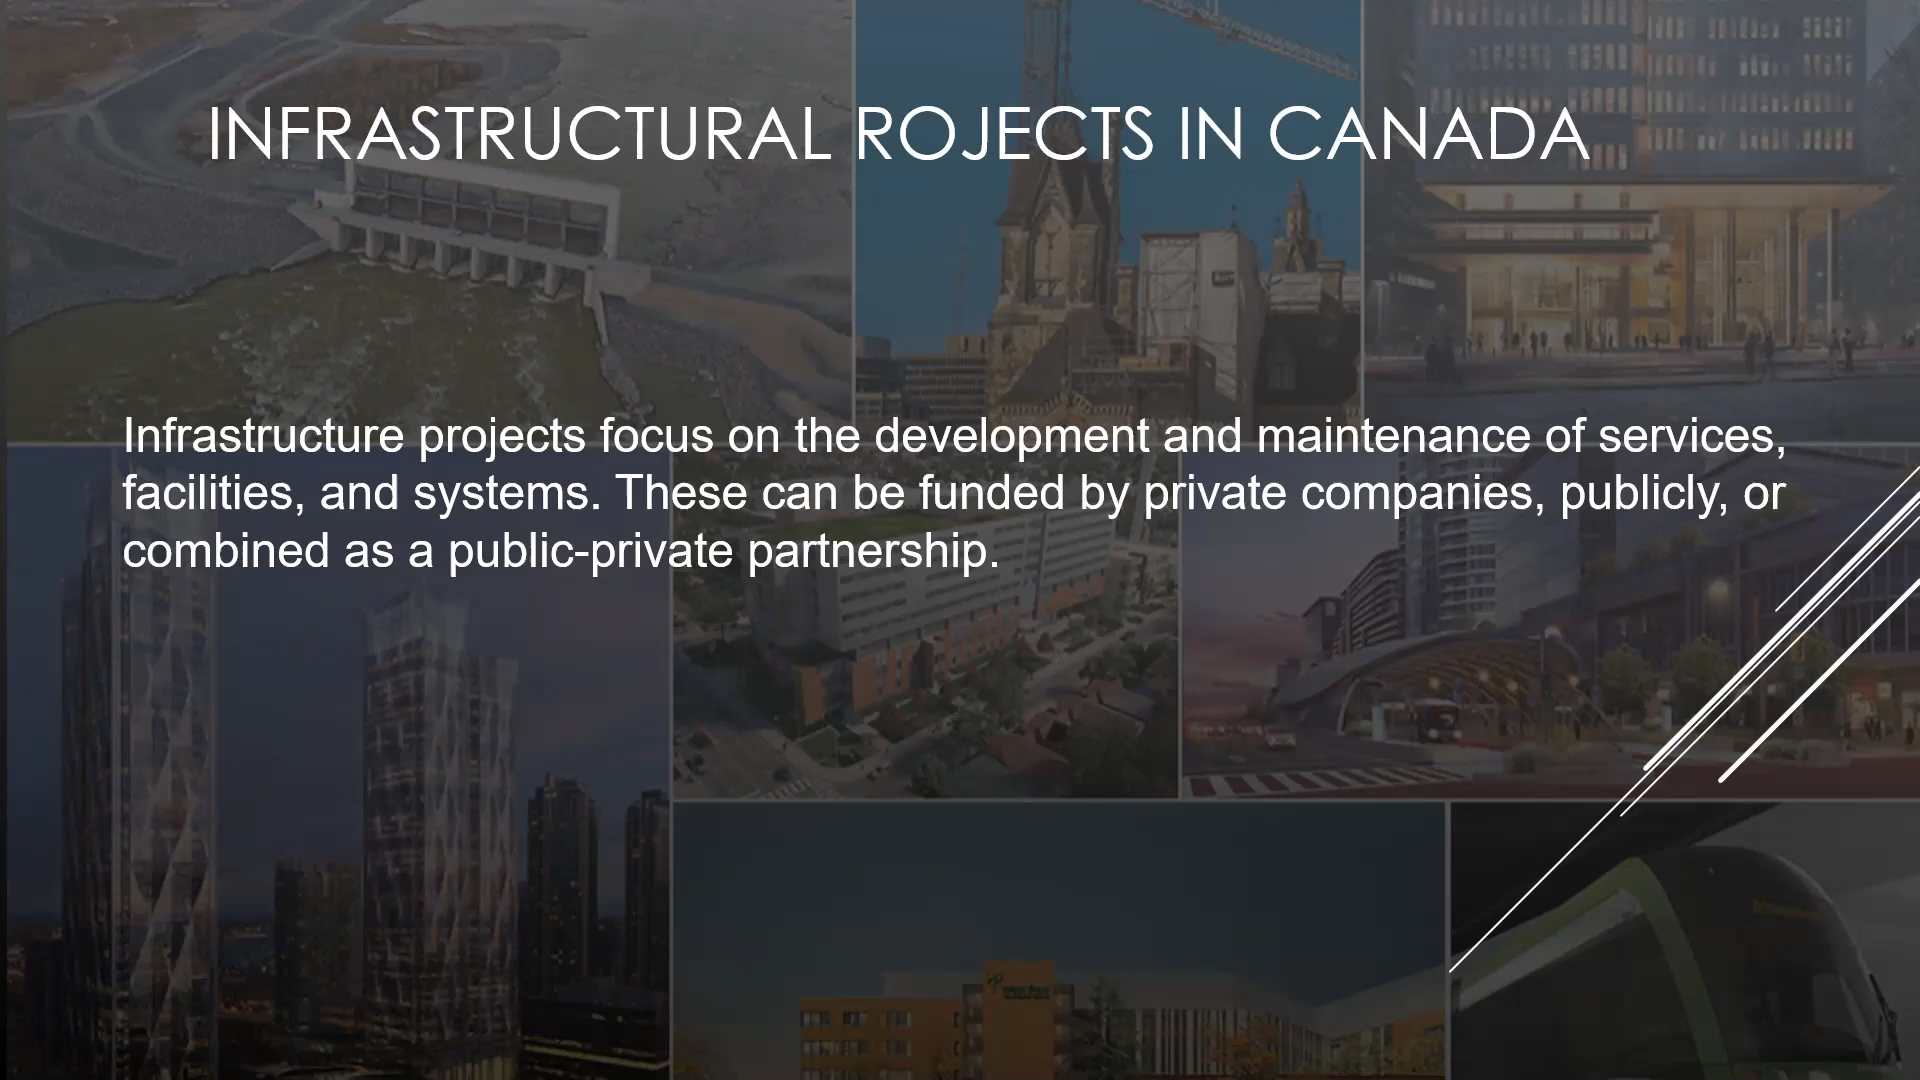 INFRASTRUCTURAL ROJECTS IN CANADA
Infrastructure projects focus on the development and maintenance of services,
facilities, and systems. These can be funded by private companies, publicly, or
combined as a public-private partnership.